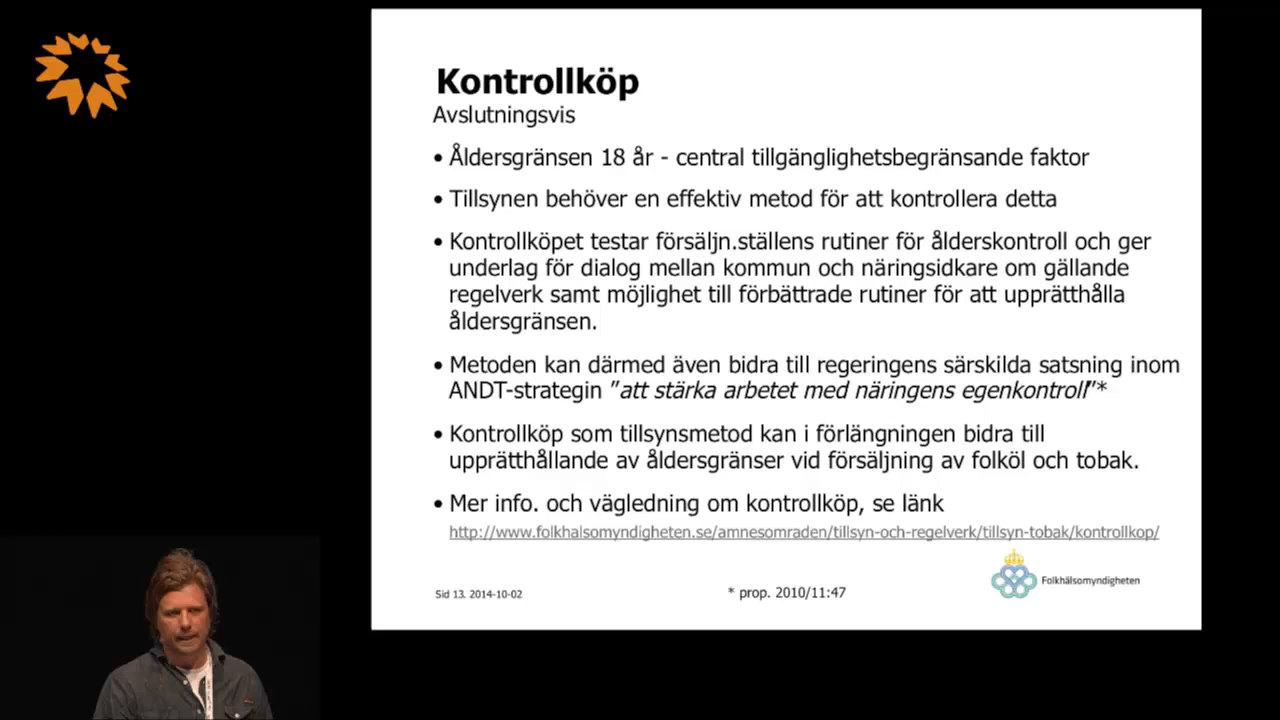 Kontrollköp
Avslutningsvis
• Åldersgränsen 18 år - central tillgänglighetsbegränsande faktor
• Tillsynen behöver en effektiv metod för att kontrollera detta
• Kontrollköpet testar försäljn.ställens rutiner för ålderskontroll och ger
underlag för dialog mellan kommun och näringsidkare om gällande
regelverk samt möjlighet till förbättrade rutiner för att upprätthålla
åldersgränsen.
• Metoden kan därmed även bidra till regeringens särskilda satsning inom
ANDT-strategin "att stärka arbetet med näringens egenkontroll"*
• Kontrollköp som tillsynsmetod kan i förlängningen bidra till
upprätthållande av åldersgränser vid försäljning av folköl och tobak.
• Mer info. och vägledning om kontrollköp, se länk
http://www.folkhalsomyndigheten.se/amnesomraden/tillsyn-och-regelverk/tillsyn-tobak/kontrollkop/
Sid 13. 2014-10-02
* prop. 2010/11:47
Folkhälsomyndigheten